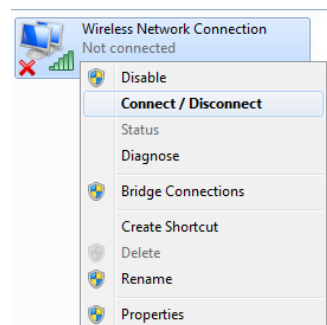 Wireless Network Connection
Not connected
Disable
Connect / Disconnect
Status
Diagnose
Bridge Connections
Create Shortcut
Delete
Rename
Properties